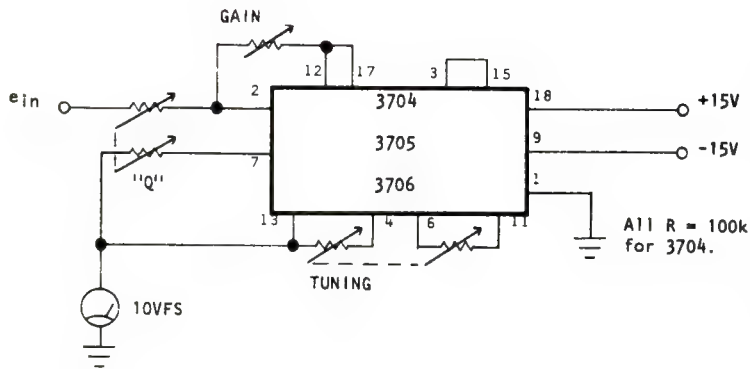 GAIN
12 17 3 15
e in 2 3704 18 +15V
3705 9 -15V
7
"Q" 3706 1
13 4 6 11
All R = 100k
for 3704.
TUNING
10VFS